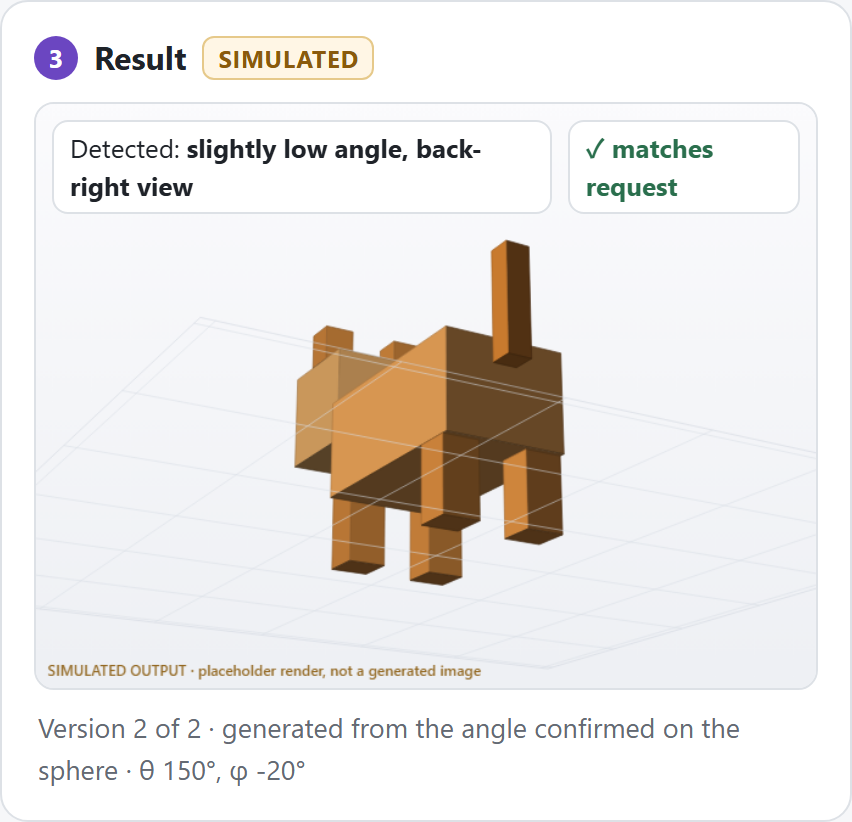 3 Result SIMULATED
Detected: slightly low angle, back-
right view
✓ matches
request
SIMULATED OUTPUT · placeholder render, not a generated image
Version 2 of 2 · generated from the angle confirmed on the
sphere · θ 150°, φ -20°